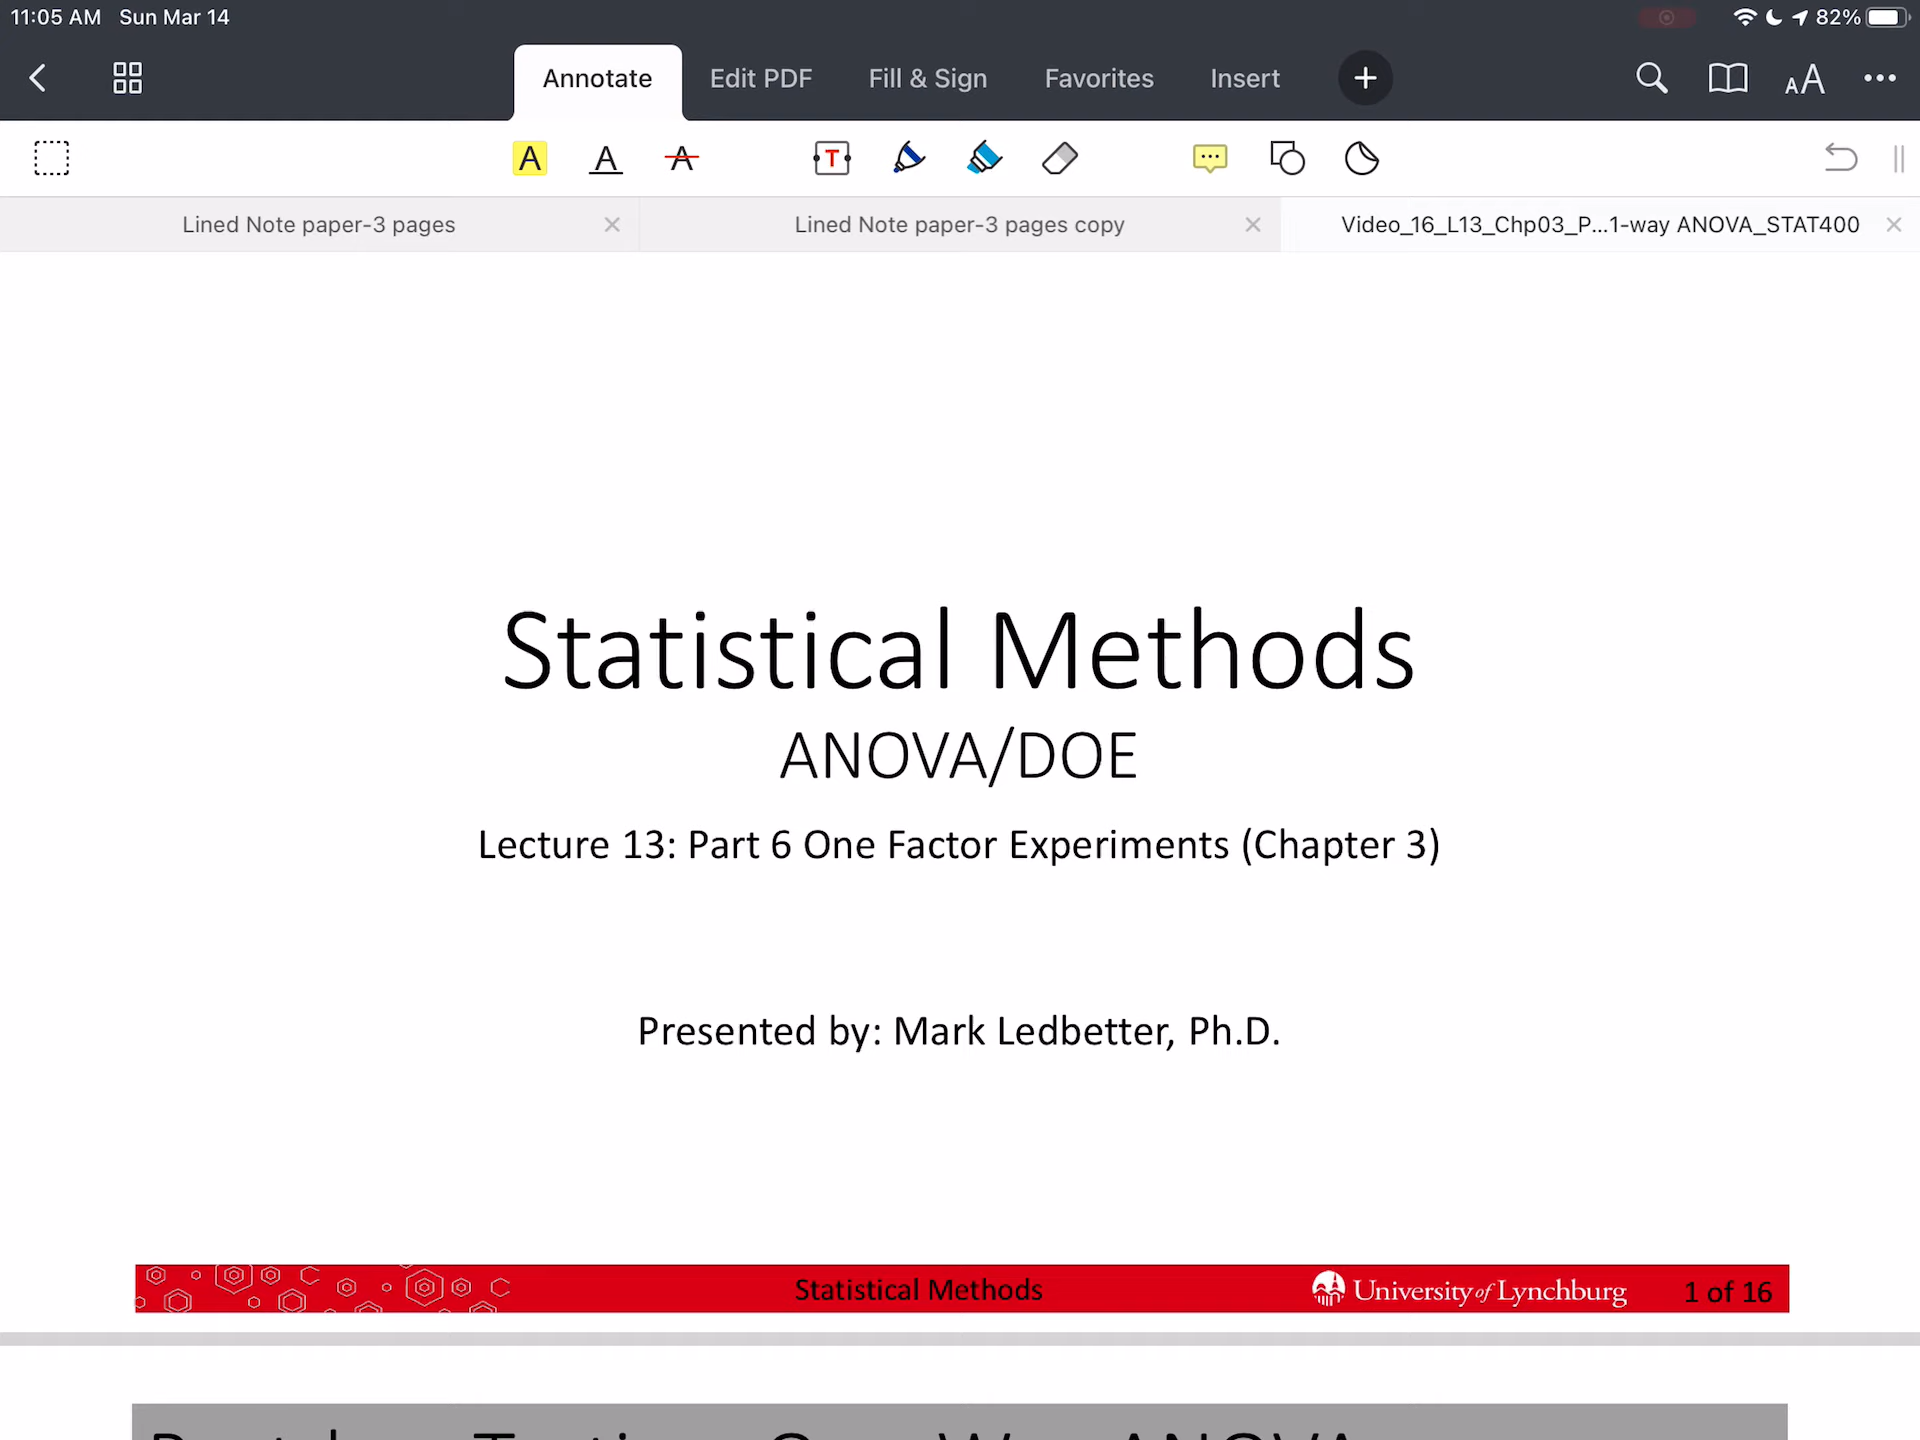 11:05 AM Sun Mar 14 82%
Annotate Edit PDF Fill & Sign Favorites Insert AA
A A A T
Lined Note paper-3 pages Lined Note paper-3 pages copy Video_16_L13_Chp03_P...1-way ANOVA_STAT400
Statistical Methods
ANOVA/DOE
Lecture 13: Part 6 One Factor Experiments (Chapter 3)
Presented by: Mark Ledbetter, Ph.D.
Statistical Methods University of Lynchburg 1 of 16
ANOVA